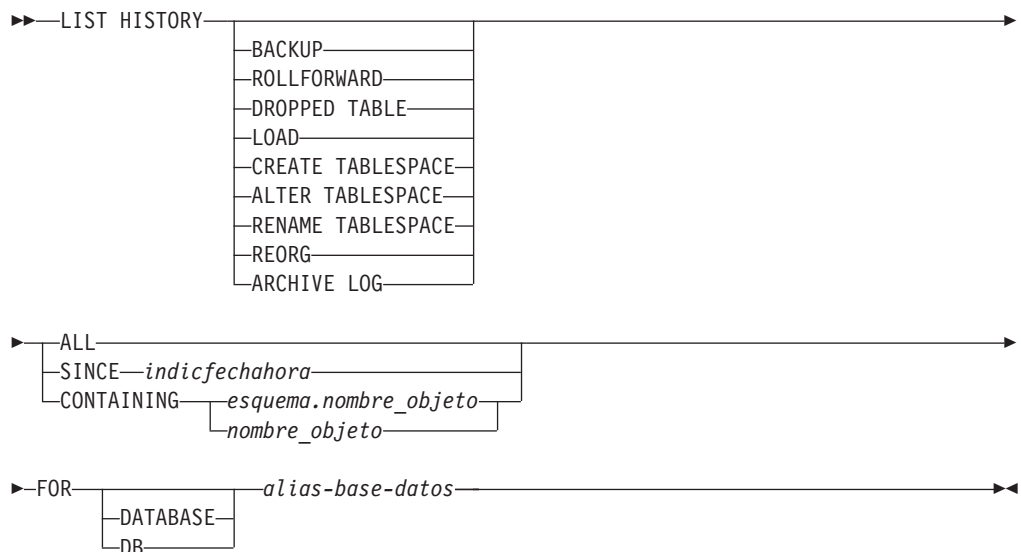 LIST HISTORY
BACKUP
ROLLFORWARD
DROPPED TABLE
LOAD
CREATE TABLESPACE
ALTER TABLESPACE
RENAME TABLESPACE
REORG
ARCHIVE LOG
ALL
SINCE indicfechahora
CONTAINING esquema.nombre_objeto
nombre_objeto
FOR alias-base-datos
DATABASE
DB